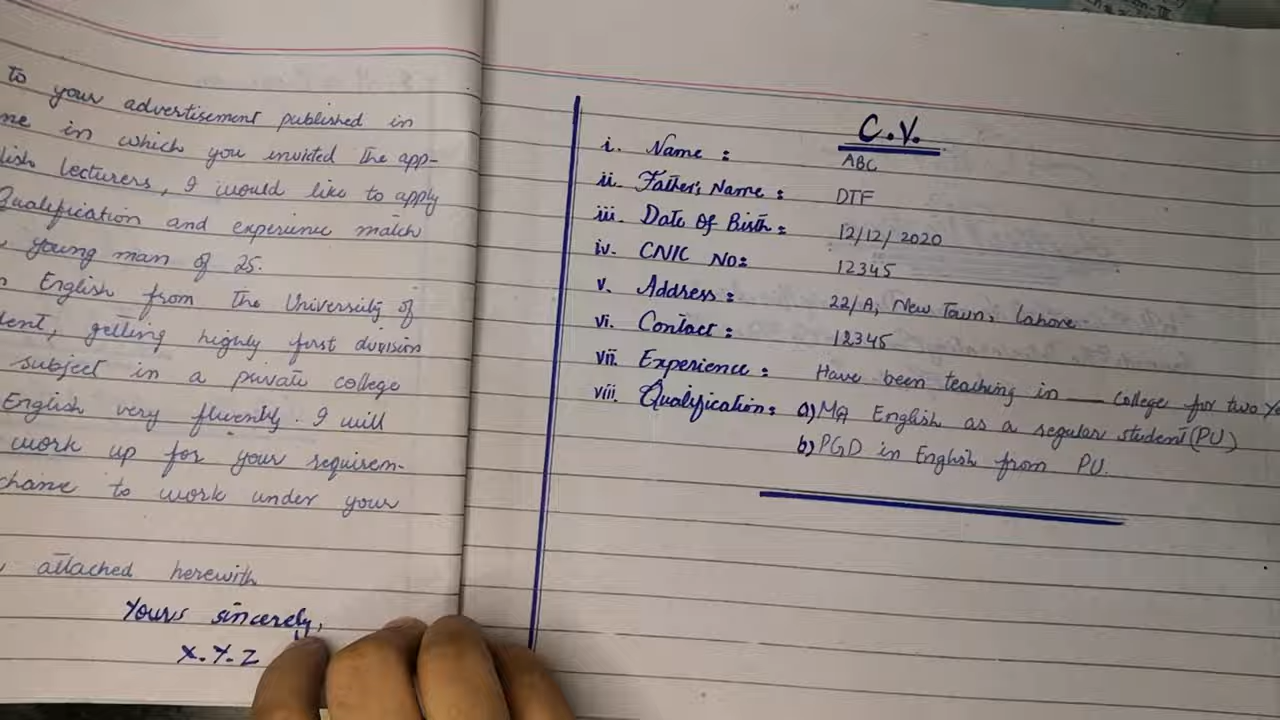 to your advertisement published in
ne in which you invited the app-
lish lecturers, I would like to apply
Qualification and experience match
young man of 25.
English from the University of
dent, getting highly first division
subject in a private college
English very fluently. I will
work up for your requirem-
chance to work under your
attached herewith
Yours sincerely,
X.Y.Z
C.V.
i. Name : ABC
ii. Father's Name : DTF
iii. Date Of Birth : 12/12/2020
iv. CNIC No: 12345
v. Address : 22/A, New Town, Lahore
vi. Contact : 12345
vii. Experience : Have been teaching in ___ College for two Ye
viii. Qualification: a) MA English as a regular student (PU)
b) PGD in English from PU.